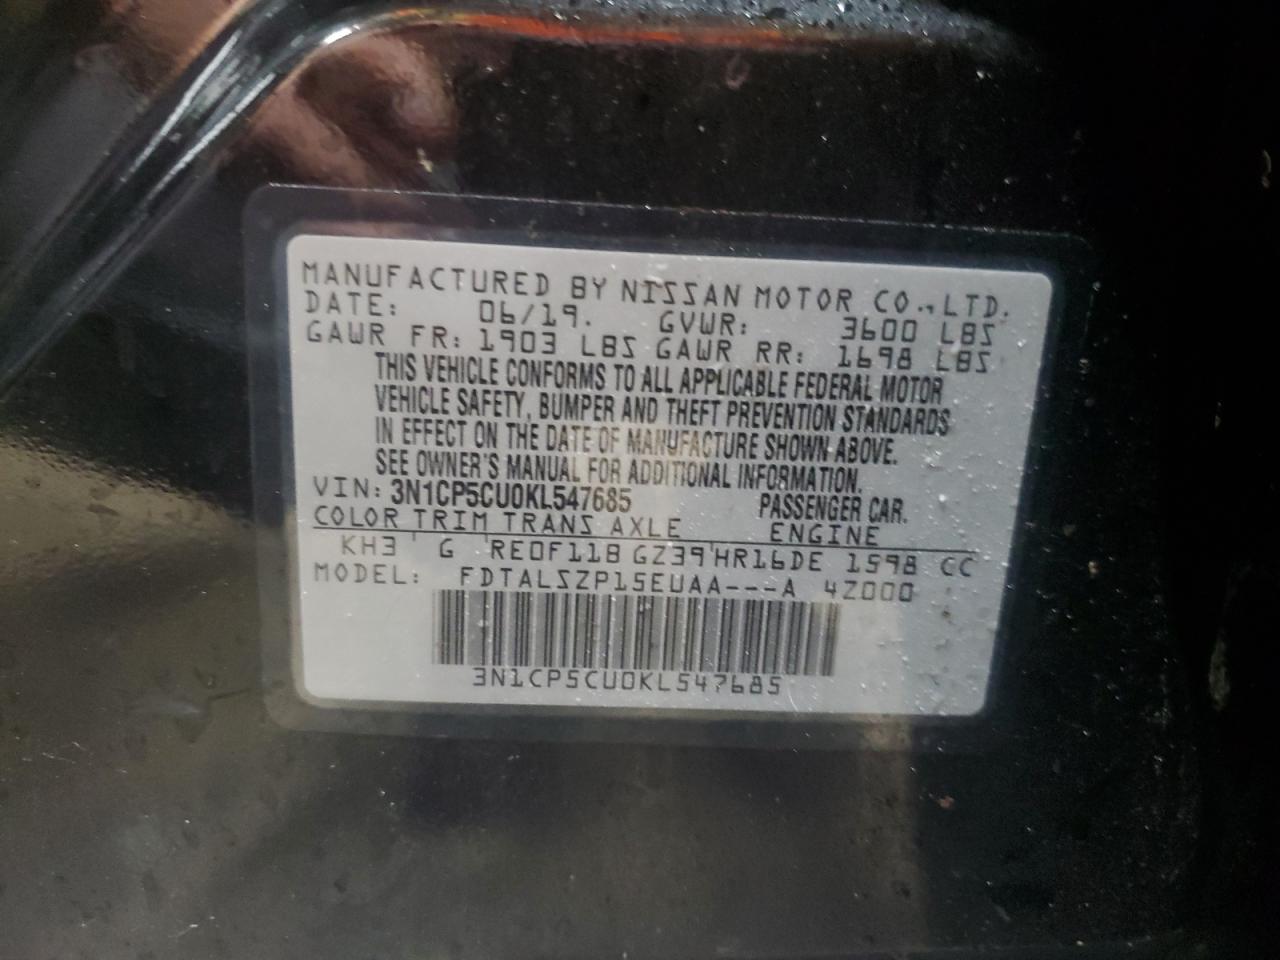 MANUFACTURED BY NISSAN MOTOR CO., LTD.
DATE: 06/19. GVWR: 3600 LBS
GAWR FR: 1903 LBS GAWR RR: 1698 LBS
THIS VEHICLE CONFORMS TO ALL APPLICABLE FEDERAL MOTOR
VEHICLE SAFETY, BUMPER AND THEFT PREVENTION STANDARDS
IN EFFECT ON THE DATE OF MANUFACTURE SHOWN ABOVE.
SEE OWNER'S MANUAL FOR ADDITIONAL INFORMATION.
VIN: 3N1CP5CU0KL547685 PASSENGER CAR.
COLOR TRIM TRANS AXLE ENGINE
KH3 G RE0F11B GZ39 HR16DE 1598 CC
MODEL: FDTALSZP15EUAA---A 4Z000
3N1CP5CU0KL547685